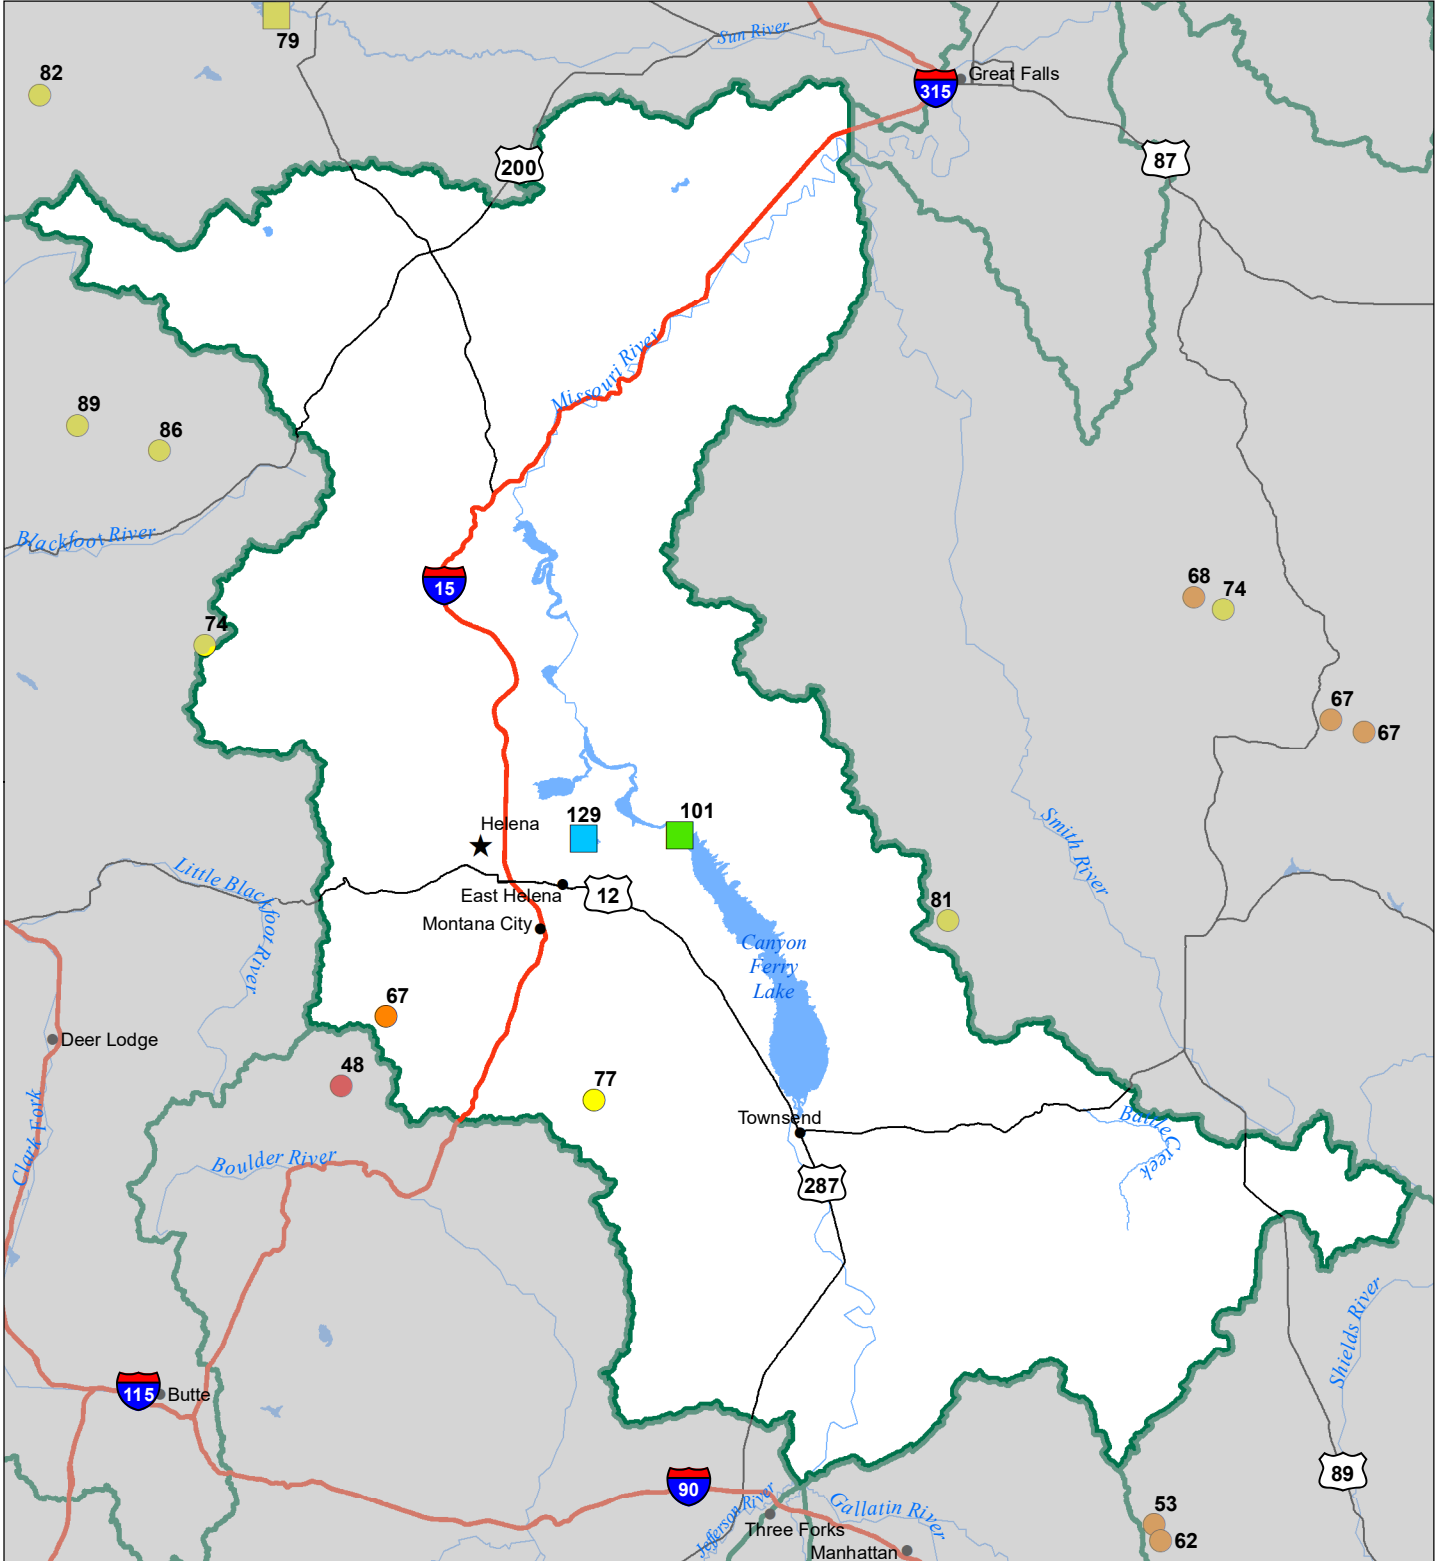 79
Sun River
Great Falls
315
82
200
87
Missouri River
89
86
Blackfoot River
15
68
74
74
67
67
Smith River
Helena
129
101
Little Blackfoot River
East Helena
12
Montana City
81
Canyon
Ferry
Lake
67
Deer Lodge
48
77
Townsend
Battle Creek
Clark Fork
Boulder River
287
Shields River
115
Butte
89
90
Jefferson River
Gallatin River
53
Three Forks
62
Manhattan